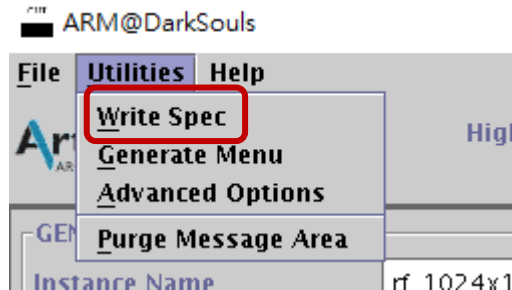 ARM@DarkSouls
File Utilities Help
Write Spec
Generate Menu
Advanced Options
Purge Message Area
Instance Name